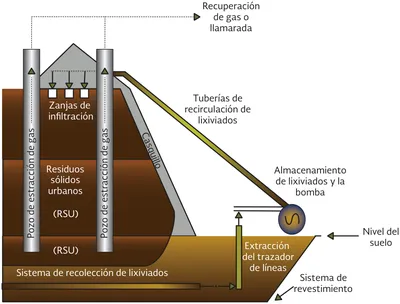 Recuperación
de gas o
llamarada
Zanjas de
infiltración
Tuberías de
recirculación de
lixiviados
Casquillo
Pozo de estracción de gas
Pozo de estracción de gas
Residuos
sólidos
urbanos
(RSU)
(RSU)
Almacenamiento
de lixiviados y la
bomba
Nivel del
suelo
Extracción
del trazador
de líneas
Sistema de recolección de lixiviados
Sistema de
revestimiento